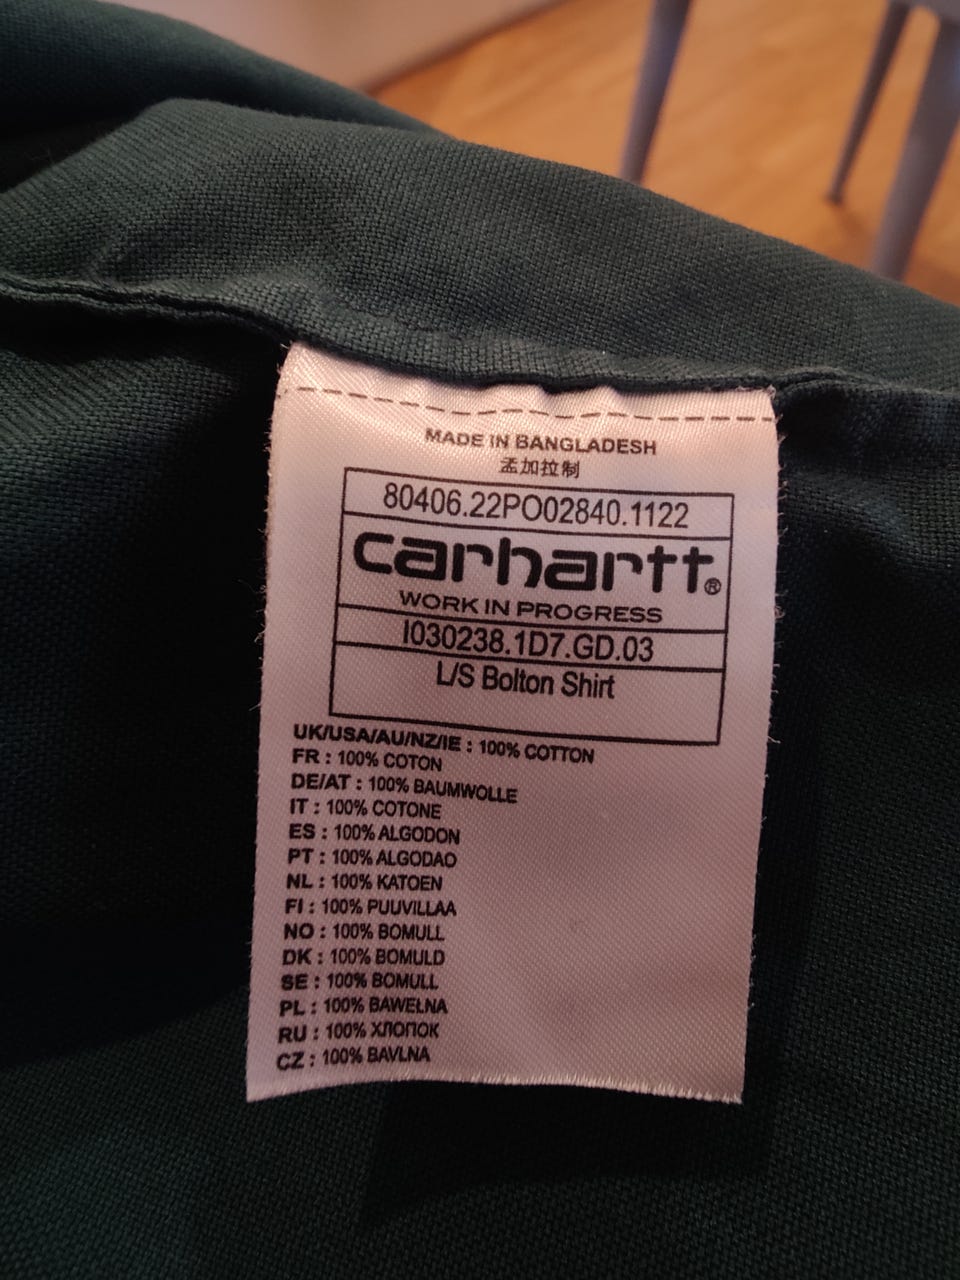 MADE IN BANGLADESH
孟加拉制
80406.22PO02840.1122
carhartt®
WORK IN PROGRESS
I030238.1D7.GD.03
L/S Bolton Shirt
UK/USA/AU/NZ/IE : 100% COTTON
FR : 100% COTON
DE/AT : 100% BAUMWOLLE
IT : 100% COTONE
ES : 100% ALGODON
PT : 100% ALGODAO
NL : 100% KATOEN
FI : 100% PUUVILLAA
NO : 100% BOMULL
DK : 100% BOMULD
SE : 100% BOMULL
PL : 100% BAWEŁNA
RU : 100% ХЛОПОК
CZ : 100% BAVLNA